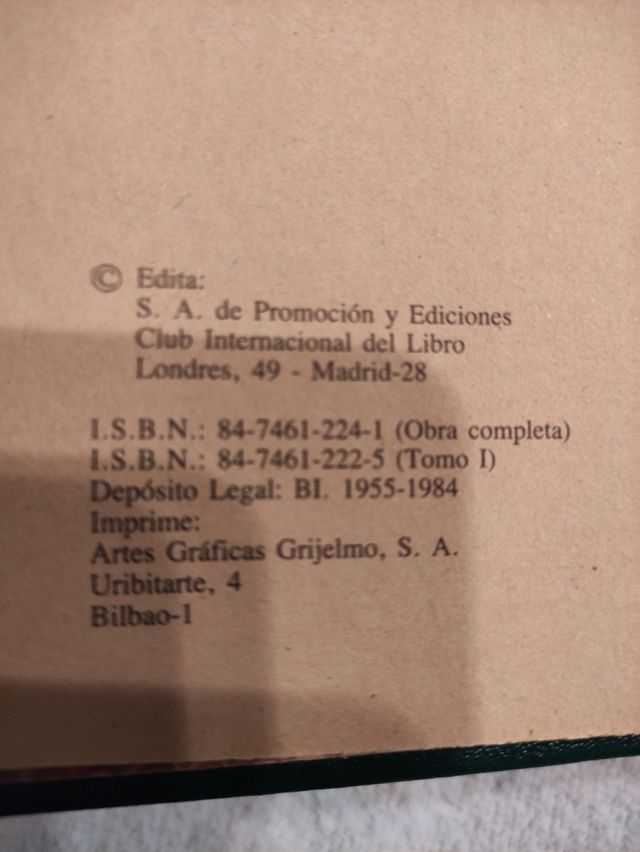 © Edita:
S. A. de Promoción y Ediciones
Club Internacional del Libro
Londres, 49 - Madrid-28
I.S.B.N.: 84-7461-224-1 (Obra completa)
I.S.B.N.: 84-7461-222-5 (Tomo I)
Depósito Legal: BI. 1955-1984
Imprime:
Artes Gráficas Grijelmo, S. A.
Uribitarte, 4
Bilbao-1